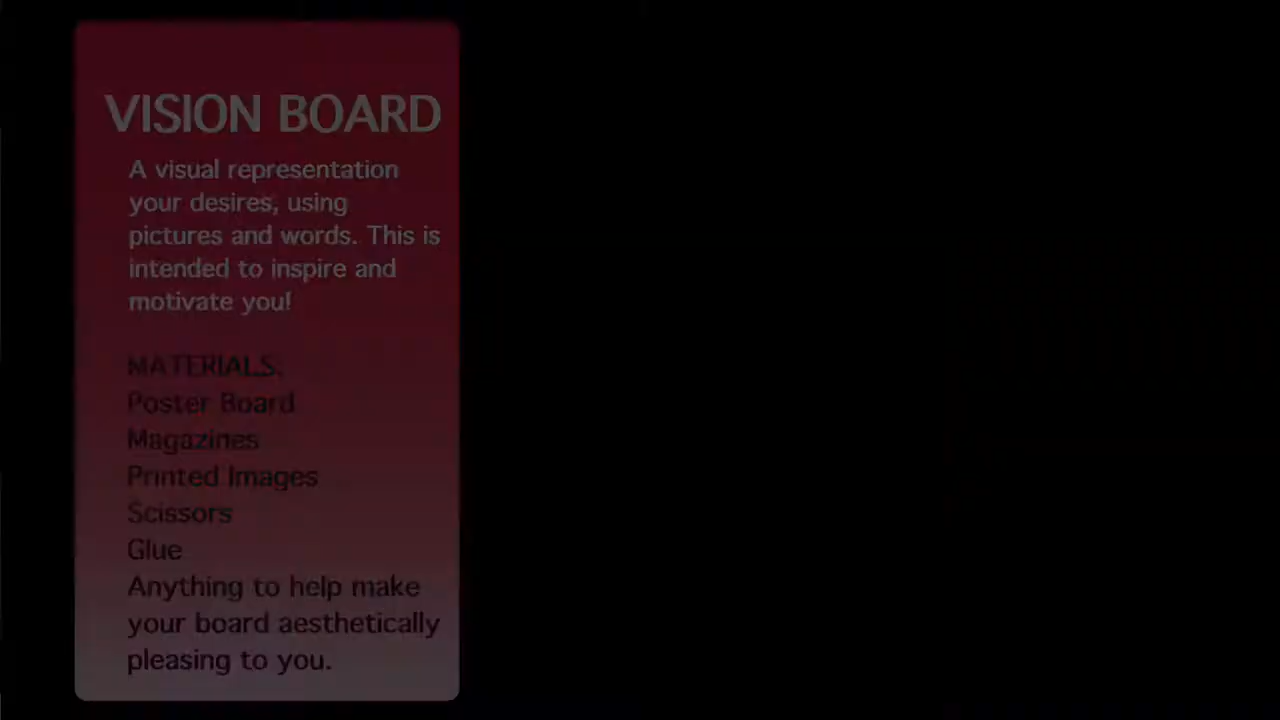 VISION BOARD
A visual representation
your desires, using
pictures and words. This is
intended to inspire and
motivate you!
MATERIALS:
Poster Board
Magazines
Printed Images
Scissors
Glue
Anything to help make
your board aesthetically
pleasing to you.